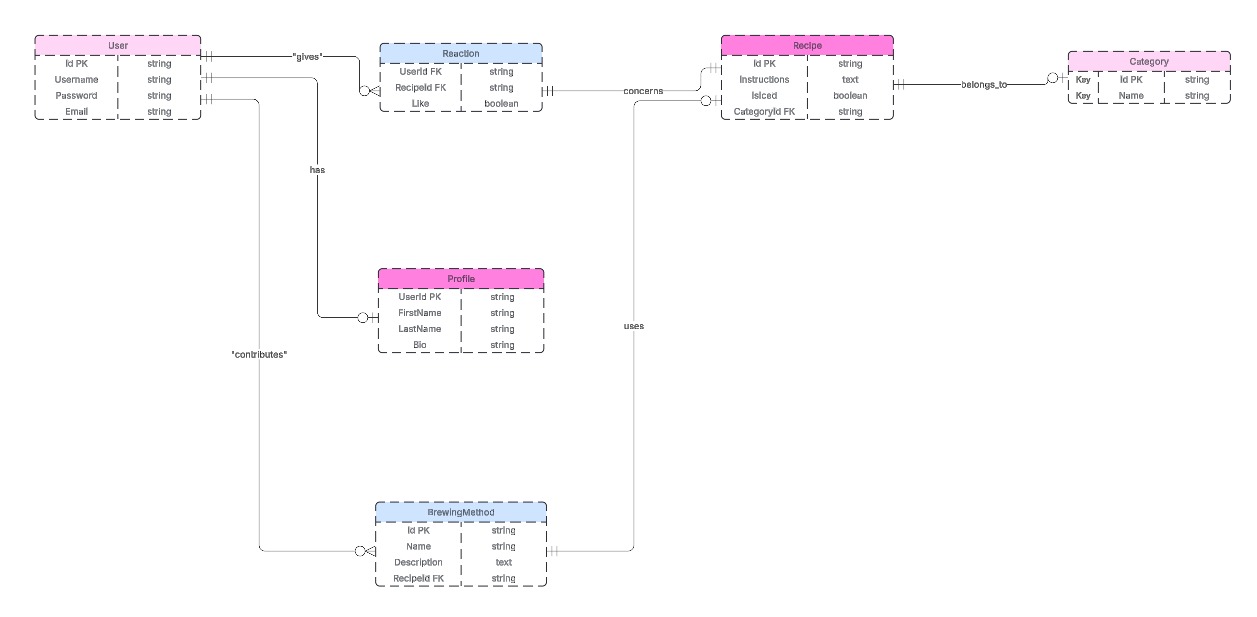 User
Id PK string
Username string
Password string
Email string
"gives"
Reaction
UserId FK string
RecipeId FK string
Like boolean
concerns
Recipe
Id PK string
Instructions text
IsIced boolean
CategoryId FK string
belongs_to
Category
Key Id PK string
Key Name string
has
Profile
UserId PK string
FirstName string
LastName string
Bio string
uses
"contributes"
BrewingMethod
Id PK string
Name string
Description text
RecipeId FK string